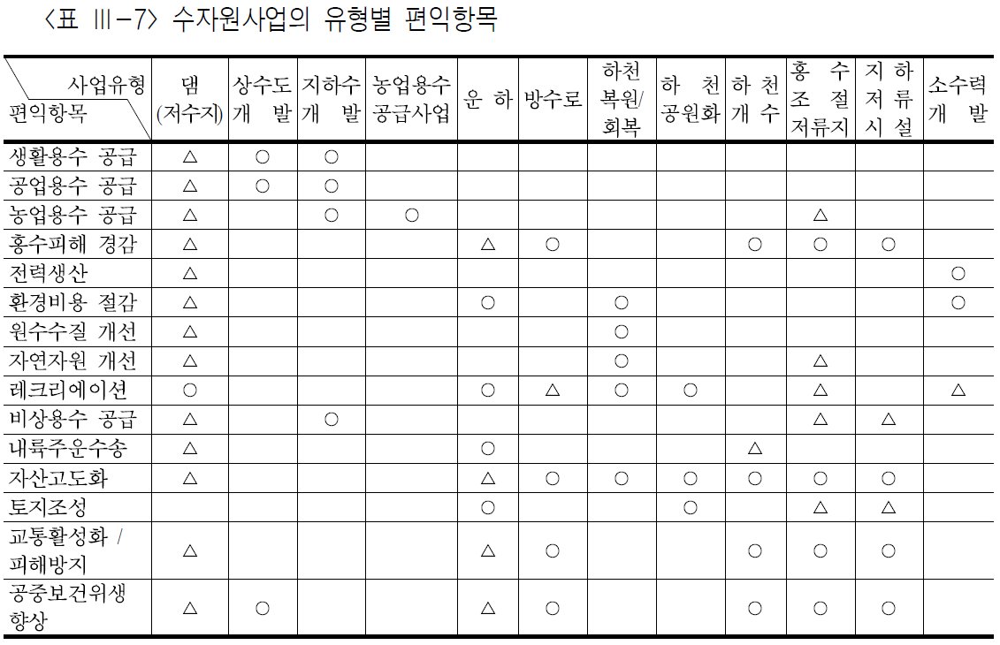 <표 Ⅲ-7> 수자원사업의 유형별 편익항목
사업유형 편익항목 댐 (저수지) 상수도 개 발 지하수 개 발 농업용수 공급사업 운 하 방수로 하천 복원/ 회복 하 천 공원화 하 천 개 수 홍 수 조 절 저류지 지 하 저 류 시 설 소수력 개 발
생활용수 공급 △ ○ ○
공업용수 공급 △ ○ ○
농업용수 공급 △ ○ ○ △
홍수피해 경감 △ △ ○ ○ ○ ○
전력생산 △ ○
환경비용 절감 △ ○ ○ ○
원수수질 개선 △ ○
자연자원 개선 △ ○ △
레크리에이션 ○ ○ △ ○ ○ △ △
비상용수 공급 △ ○ △ △
내륙주운수송 △ ○ △
자산고도화 △ △ ○ ○ ○ ○ ○ ○
토지조성 ○ ○ △ △
교통활성화 /
피해방지 △ △ ○ ○ ○ ○
공중보건위생
향상 △ ○ △ ○ ○ ○ ○